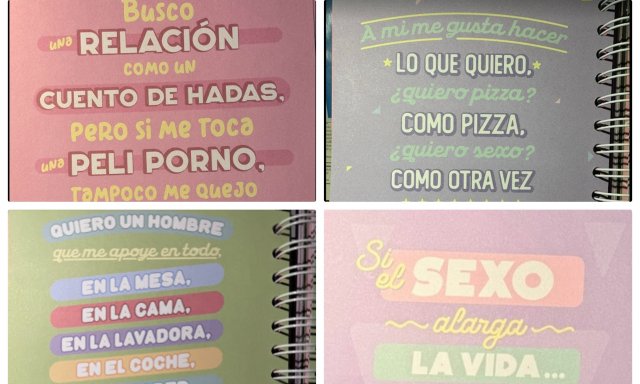 Busco
una RELACIÓN
como un
CUENTO DE HADAS,
pero si me toca
una PELI PORNO,
tampoco me quejo
A mi me gusta hacer
LO QUE QUIERO,
¿quiero pizza?
COMO PIZZA,
¿quiero sexo?
COMO OTRA VEZ
QUIERO UN HOMBRE
que me apoye en todo,
EN LA MESA,
EN LA CAMA,
EN LA LAVADORA,
EN EL COCHE,
Si
el SEXO
alarga
LA VIDA...